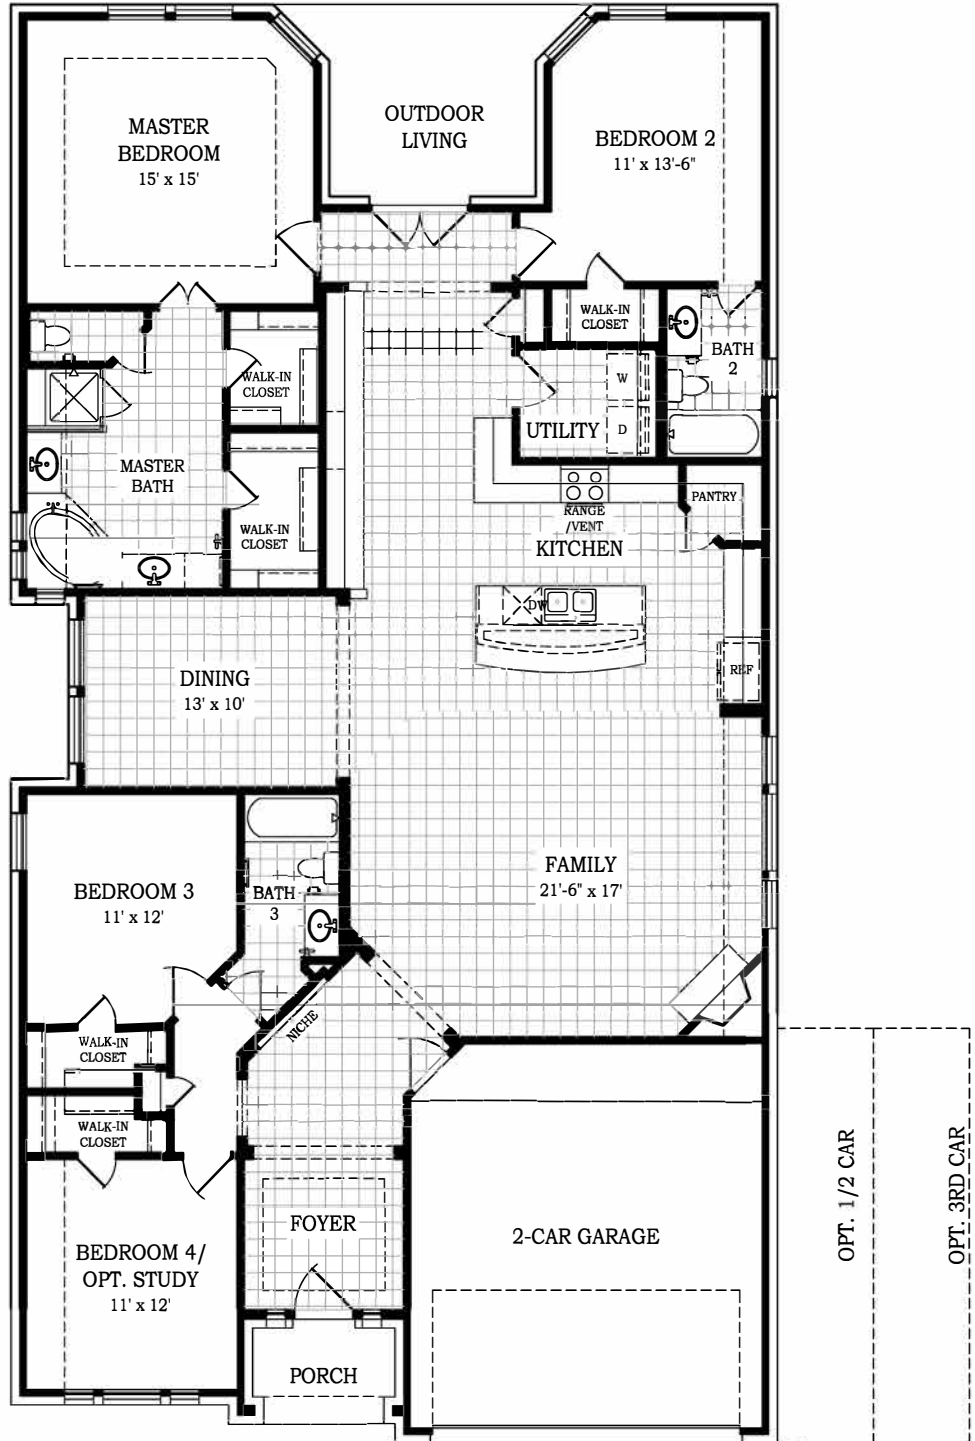 MASTER
BEDROOM
15' x 15'
OUTDOOR
LIVING
BEDROOM 2
11' x 13'-6"
WALK-IN
CLOSET
BATH
2
W
D
UTILITY
WALK-IN
CLOSET
MASTER
BATH
WALK-IN
CLOSET
PANTRY
RANGE
/VENT
KITCHEN
DW
REF
DINING
13' x 10'
FAMILY
21'-6" x 17'
BEDROOM 3
11' x 12'
BATH
3
NICHE
WALK-IN
CLOSET
WALK-IN
CLOSET
BEDROOM 4/
OPT. STUDY
11' x 12'
FOYER
PORCH
2-CAR GARAGE
OPT. 1/2 CAR
OPT. 3RD CAR